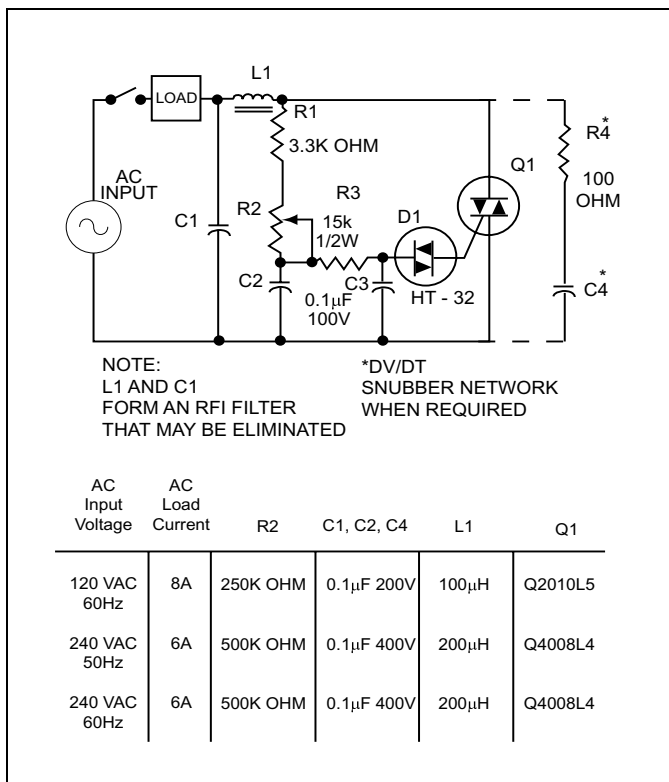 L1
LOAD
R1
3.3K OHM
R4*
Q1
100
OHM
AC
INPUT
R3
R2
15k
1/2W
D1
C1
C2
C3
C4*
0.1µF
100V
HT - 32
NOTE:
L1 AND C1
FORM AN RFI FILTER
THAT MAY BE ELIMINATED
*DV/DT
SNUBBER NETWORK
WHEN REQUIRED
AC
Input
Voltage
AC
Load
Current
R2
C1, C2, C4
L1
Q1
120 VAC
60Hz
8A
250K OHM
0.1µF 200V
100µH
Q2010L5
240 VAC
50Hz
6A
500K OHM
0.1µF 400V
200µH
Q4008L4
240 VAC
60Hz
6A
500K OHM
0.1µF 400V
200µH
Q4008L4